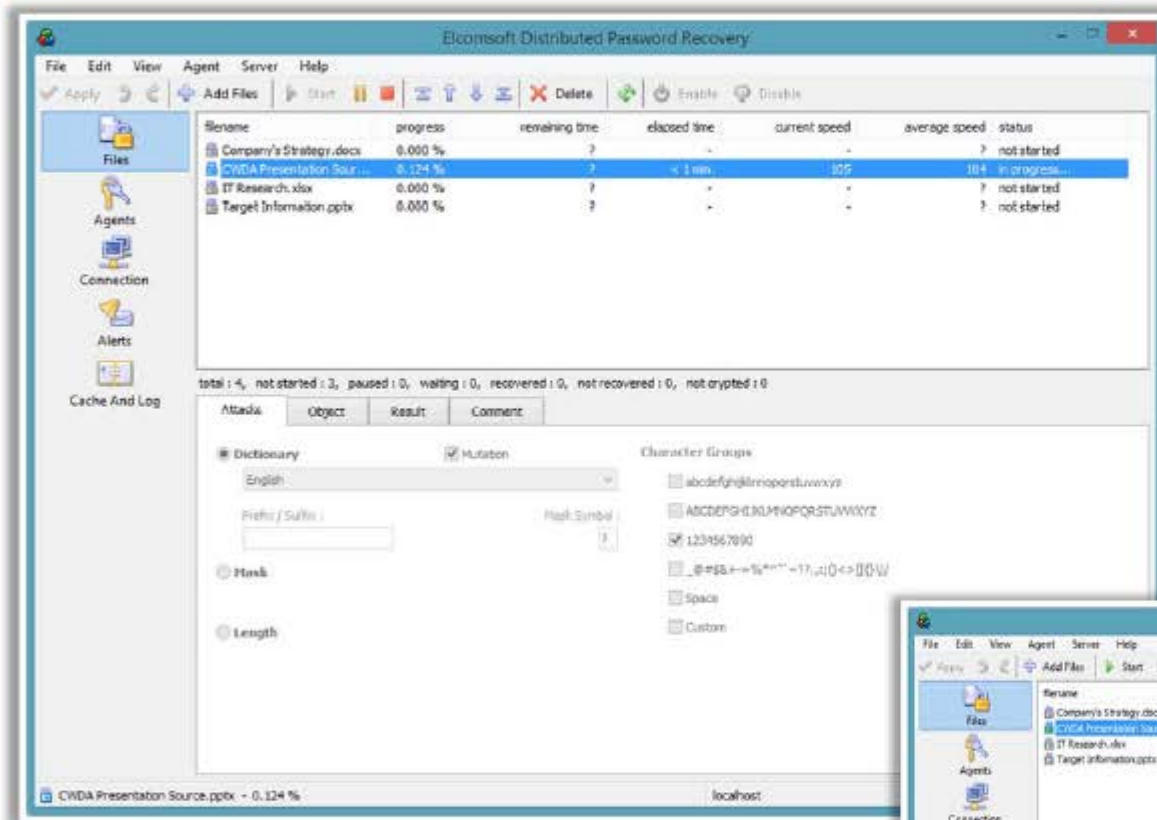 Elcomsoft Distributed Password Recovery
File Edit View Agent Server Help
Apply Add Files Start Delete Enable Disable
filename progress remaining time elapsed time current speed average speed status
Company's Strategy.docx 0.000 % ? - - ? not started
CWDA Presentation Sour... 0.124 % ? < 1 min. 105 104 in progress...
IT Research.xlsx 0.000 % ? - - ? not started
Target Information.pptx 0.000 % ? - - ? not started
Files
Agents
Connection
Alerts
Cache And Log
total : 4, not started : 3, paused : 0, waiting : 0, recovered : 0, not recovered : 0, not crypted : 0
Attacks Object Result Comment
Dictionary Mutation
English
Prefix / Suffix : Mask Symbol :
?
Mask
Length
Character Groups
abcdefghijklmnopqrstuvwxyz
ABCDEFGHIJKLMNOPQRSTUVWXYZ
1234567890
Space
Custom
CWDA Presentation Source.pptx - 0.124 % localhost
File Edit View Agent Server Help
Apply Add Files Start
filename
Company's Strategy.doc
CWDA Presentation Sour
IT Research.xlsx
Target Information.pptx
Files
Agents
Connection